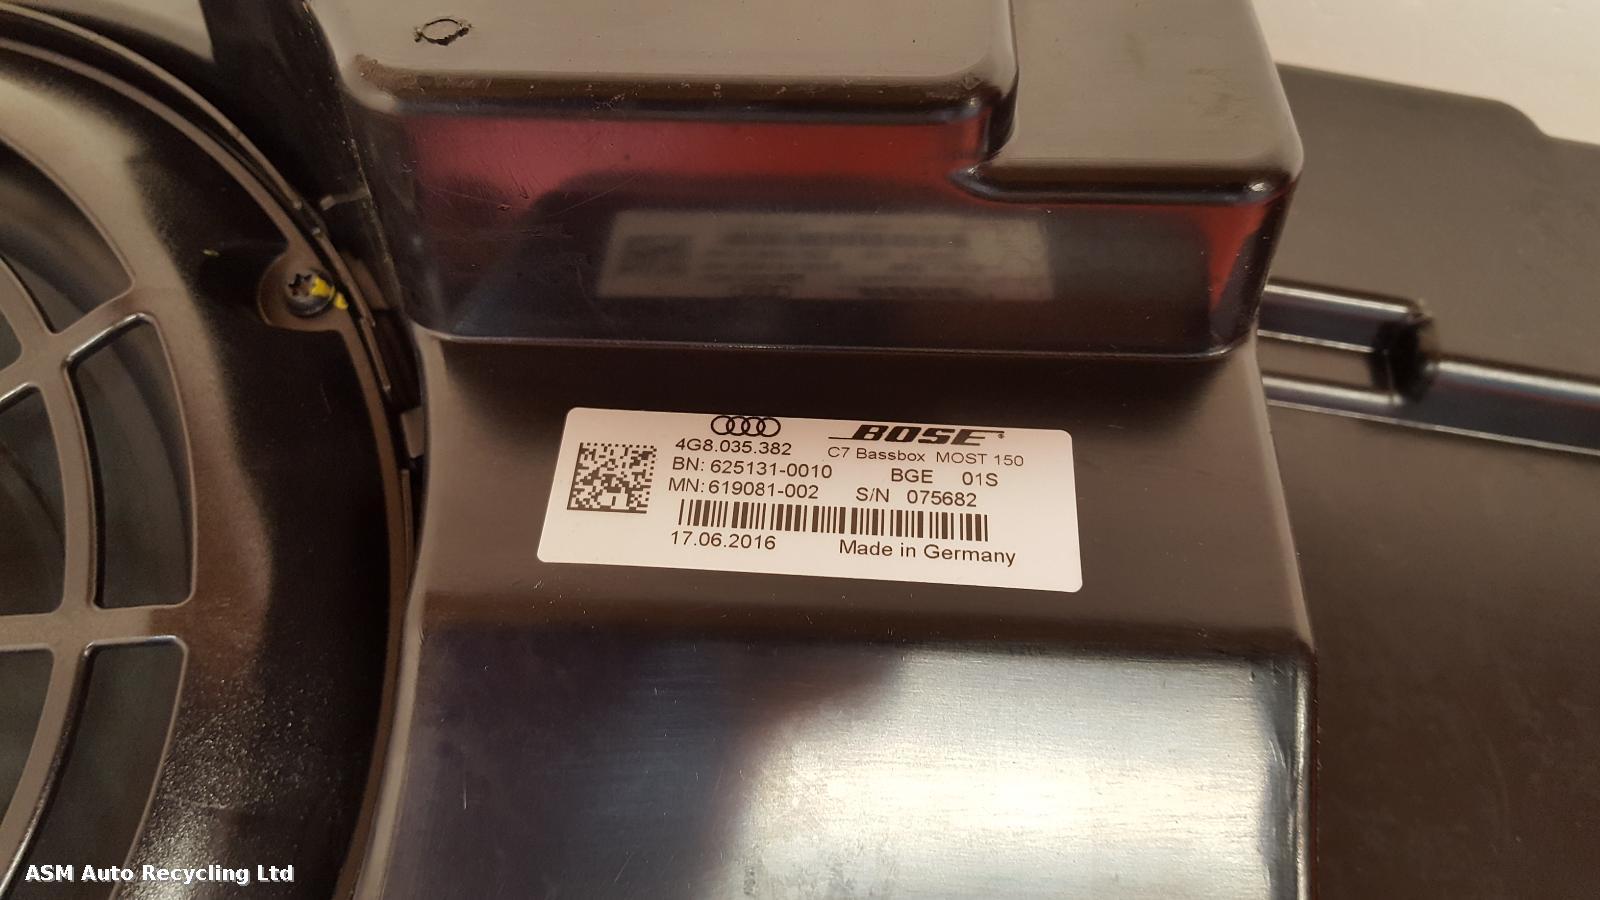 BOSE
4G8.035.382
C7 Bassbox MOST 150
BN: 625131-0010
BGE 01S
MN: 619081-002
S/N 075682
17.06.2016
Made in Germany
ASM Auto Recycling Ltd